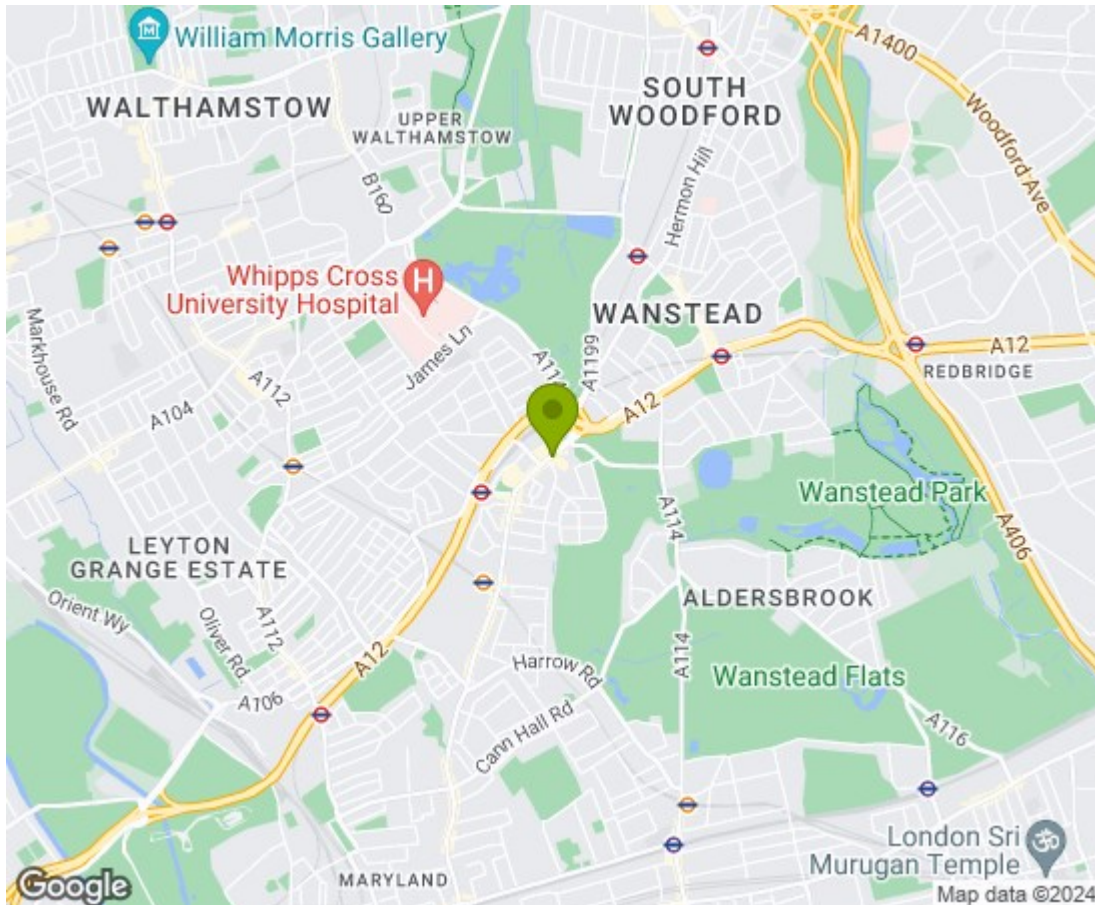 William Morris Gallery
WALTHAMSTOW
UPPER
WALTHAMSTOW
SOUTH
WOODFORD
A1400
Woodford Ave
B160
Hermon Hill
Whipps Cross
University Hospital
H
WANSTEAD
Markhouse Rd
James Ln
A1199
A114
A112
A12
A12
REDBRIDGE
A104
Wanstead Park
A114
A406
LEYTON
GRANGE ESTATE
ALDERSBROOK
Orient Wy
Oliver Rd
A112
A12
Harrow Rd
A114
Wanstead Flats
A106
Cann Hall Rd
A116
London Sri
Murugan Temple
MARYLAND
Google
Map data ©2024